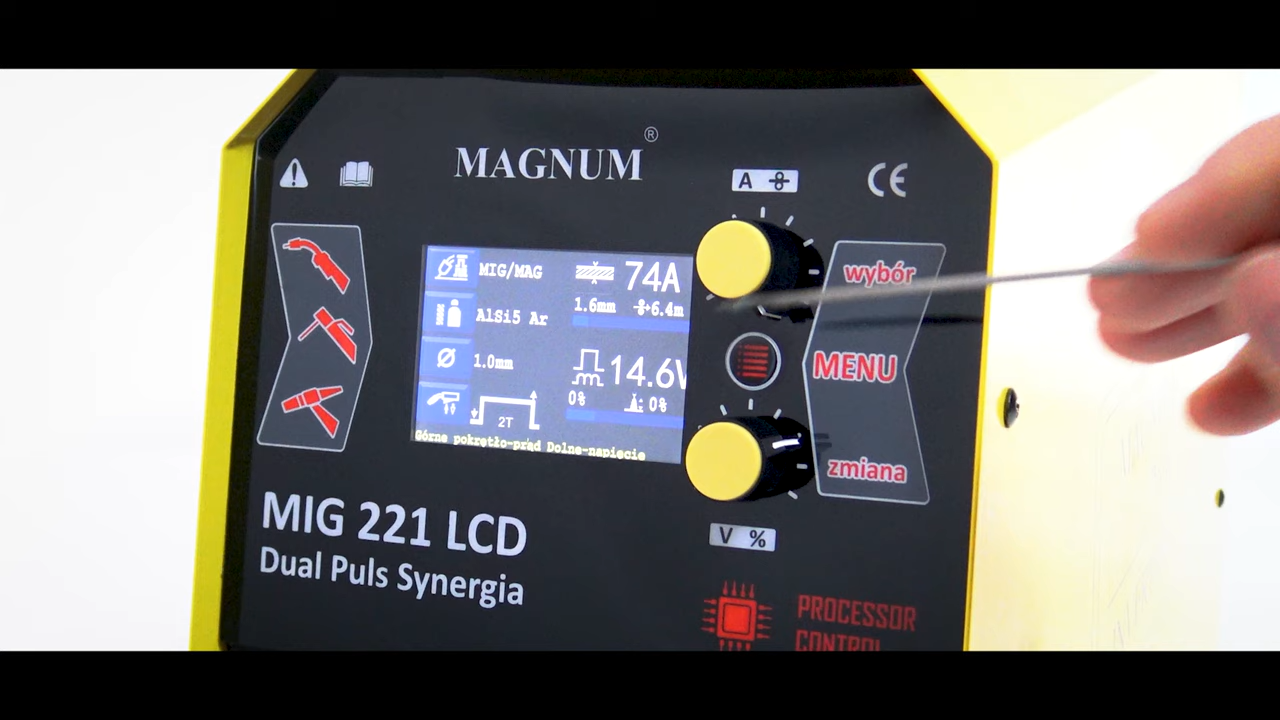 MAGNUM®
A
CE
MIG/MAG
74A
1.6mm
6.4m
AlSi5 Ar
1.0mm
14.6V
0%
0%
2T
Górne pokrętło-prąd Dolne-napięcie
wybór
MENU
zmiana
V %
MIG 221 LCD
Dual Puls Synergia
PROCESSOR
CONTROL